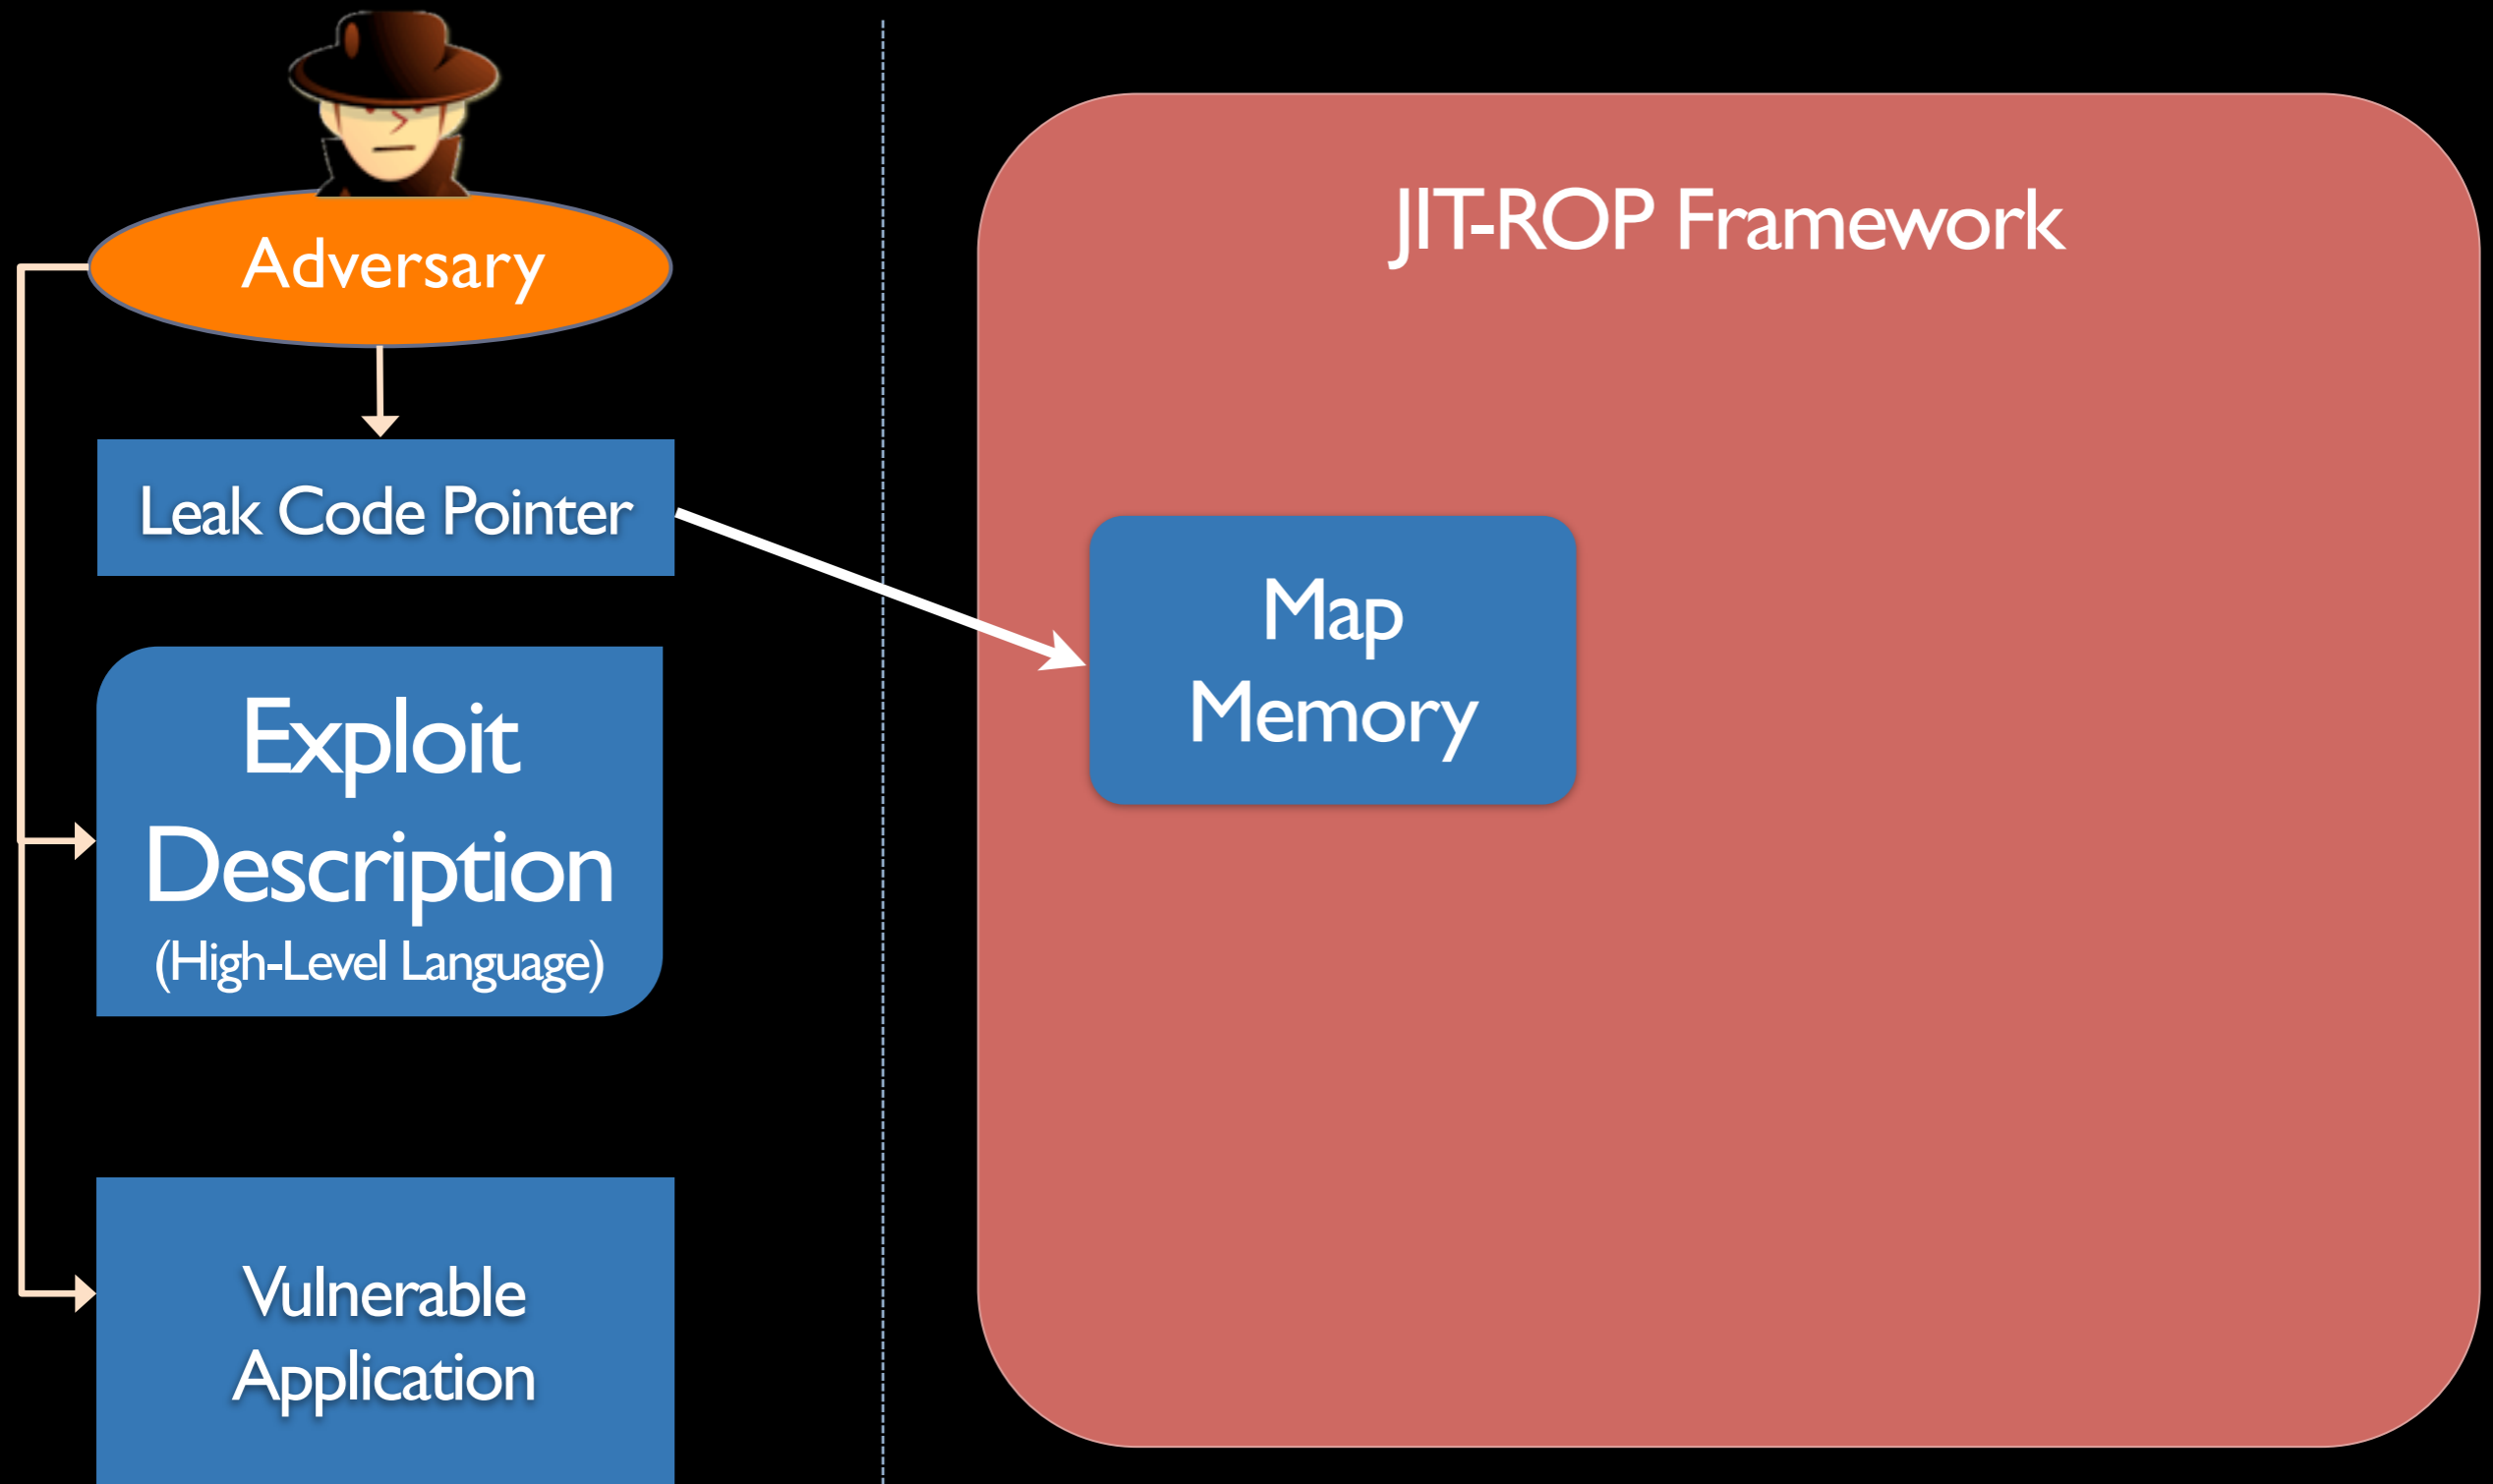 Adversary
Leak Code Pointer
Exploit
Description
(High-Level Language)
Vulnerable
Application
JIT-ROP Framework
Map
Memory